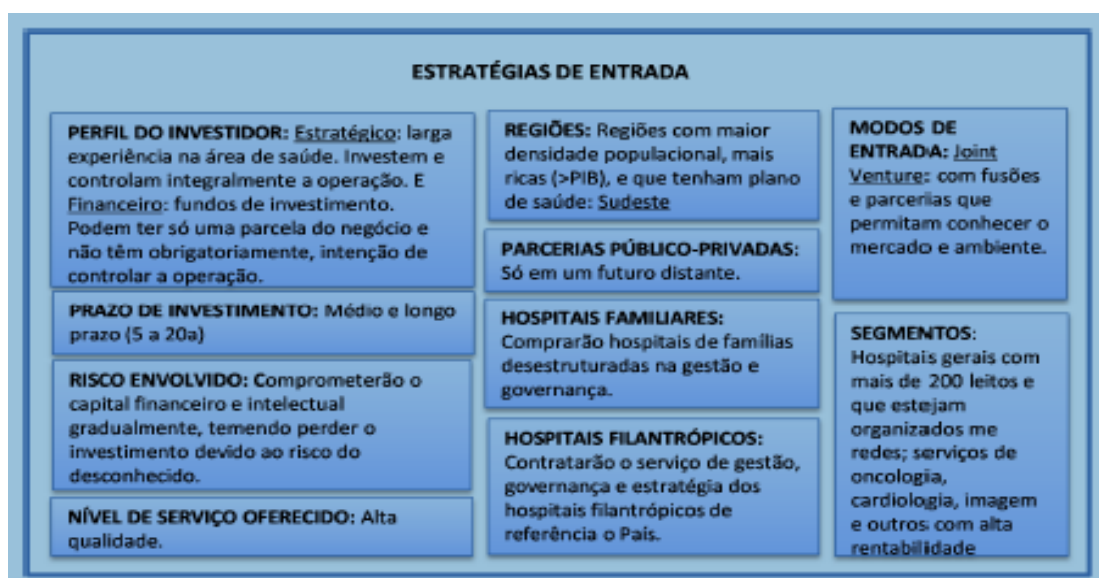 ESTRATÉGIAS DE ENTRADA
PERFIL DO INVESTIDOR: Estratégico: larga
experiência na área de saúde. Investem e
controlam integralmente a operação. E
Financeiro: fundos de investimento.
Podem ter só uma parcela do negócio e
não têm obrigatoriamente, intenção de
controlar a operação.
PRAZO DE INVESTIMENTO: Médio e longo
prazo (5 a 20a)
RISCO ENVOLVIDO: Comprometerão o
capital financeiro e intelectual
gradualmente, temendo perder o
investimento devido ao risco do
desconhecido.
NÍVEL DE SERVIÇO OFERECIDO: Alta
qualidade.
REGIÕES: Regiões com maior
densidade populacional, mais
ricas (>PIB), e que tenham plano
de saúde: Sudeste
PARCERIAS PÚBLICO-PRIVADAS:
Só em um futuro distante.
HOSPITAIS FAMILIARES:
Comprarão hospitais de famílias
desestruturadas na gestão e
governança.
HOSPITAIS FILANTRÓPICOS:
Contratarão o serviço de gestão,
governança e estratégia dos
hospitais filantrópicos de
referência o País.
MODOS DE
ENTRADA: Joint
Venture: com fusões
e parcerias que
permitam conhecer o
mercado e ambiente.
SEGMENTOS:
Hospitais gerais com
mais de 200 leitos e
que estejam
organizados me
redes; serviços de
oncologia,
cardiologia, imagem
e outros com alta
rentabilidade